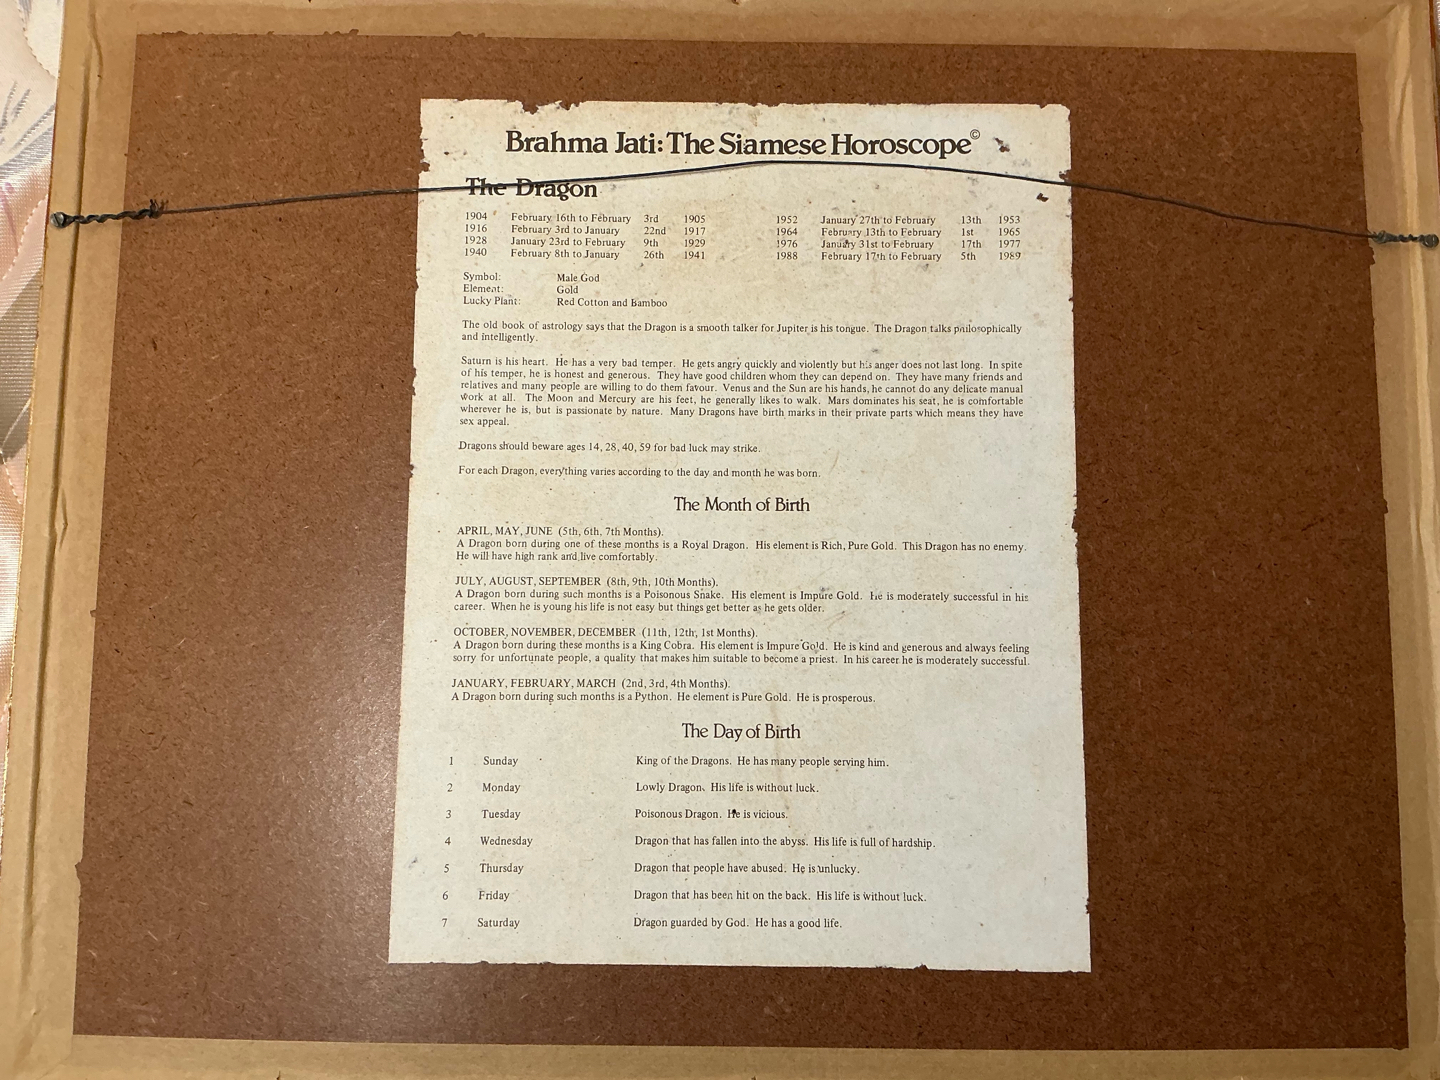 Brahma Jati: The Siamese Horoscope©
The Dragon
1904 February 16th to February 3rd 1905 1952 January 27th to February 13th 1953
1916 February 3rd to January 22nd 1917 1964 February 13th to February 1st 1965
1928 January 23rd to February 9th 1929 1976 January 31st to February 17th 1977
1940 February 8th to January 26th 1941 1988 February 17th to February 5th 1989
Symbol: Male God
Element: Gold
Lucky Plant: Red Cotton and Bamboo
The old book of astrology says that the Dragon is a smooth talker for Jupiter is his tongue. The Dragon talks philosophically
and intelligently.
Saturn is his heart. He has a very bad temper. He gets angry quickly and violently but his anger does not last long. In spite
of his temper, he is honest and generous. They have good children whom they can depend on. They have many friends and
relatives and many people are willing to do them favour. Venus and the Sun are his hands, he cannot do any delicate manual
work at all. The Moon and Mercury are his feet, he generally likes to walk. Mars dominates his seat, he is comfortable
wherever he is, but is passionate by nature. Many Dragons have birth marks in their private parts which means they have
sex appeal.
Dragons should beware ages 14, 28, 40, 59 for bad luck may strike.
For each Dragon, everything varies according to the day and month he was born.
The Month of Birth
APRIL, MAY, JUNE (5th, 6th, 7th Months).
A Dragon born during one of these months is a Royal Dragon. His element is Rich, Pure Gold. This Dragon has no enemy.
He will have high rank and live comfortably.
JULY, AUGUST, SEPTEMBER (8th, 9th, 10th Months).
A Dragon born during such months is a Poisonous Snake. His element is Impure Gold. He is moderately successful in his
career. When he is young his life is not easy but things get better as he gets older.
OCTOBER, NOVEMBER, DECEMBER (11th, 12th, 1st Months).
A Dragon born during these months is a King Cobra. His element is Impure Gold. He is kind and generous and always feeling
sorry for unfortunate people, a quality that makes him suitable to become a priest. In his career he is moderately successful.
JANUARY, FEBRUARY, MARCH (2nd, 3rd, 4th Months).
A Dragon born during such months is a Python. He element is Pure Gold. He is prosperous.
The Day of Birth
1 Sunday King of the Dragons. He has many people serving him.
2 Monday Lowly Dragon. His life is without luck.
3 Tuesday Poisonous Dragon. He is vicious.
4 Wednesday Dragon that has fallen into the abyss. His life is full of hardship.
5 Thursday Dragon that people have abused. He is unlucky.
6 Friday Dragon that has been hit on the back. His life is without luck.
7 Saturday Dragon guarded by God. He has a good life.